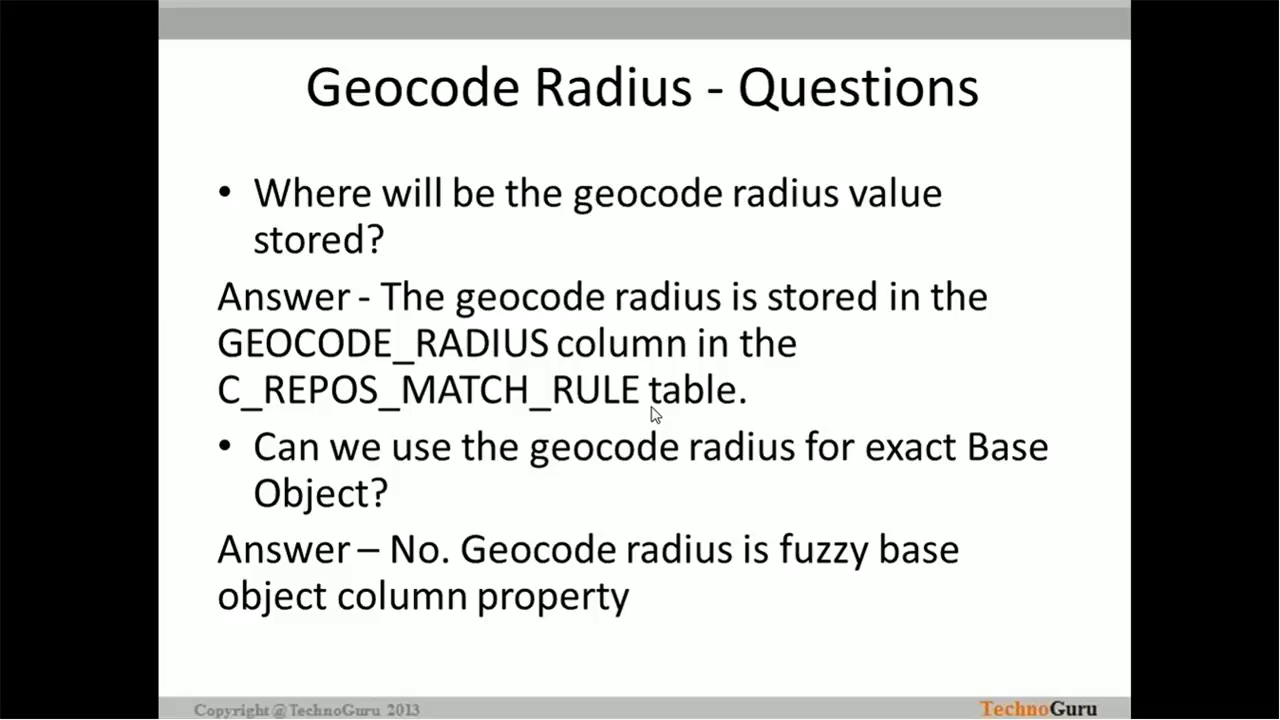 Geocode Radius - Questions
• Where will be the geocode radius value
stored?
Answer - The geocode radius is stored in the
GEOCODE_RADIUS column in the
C_REPOS_MATCH_RULE table.
• Can we use the geocode radius for exact Base
Object?
Answer – No. Geocode radius is fuzzy base
object column property
Copyright @ TechnoGuru 2013
TechnoGuru